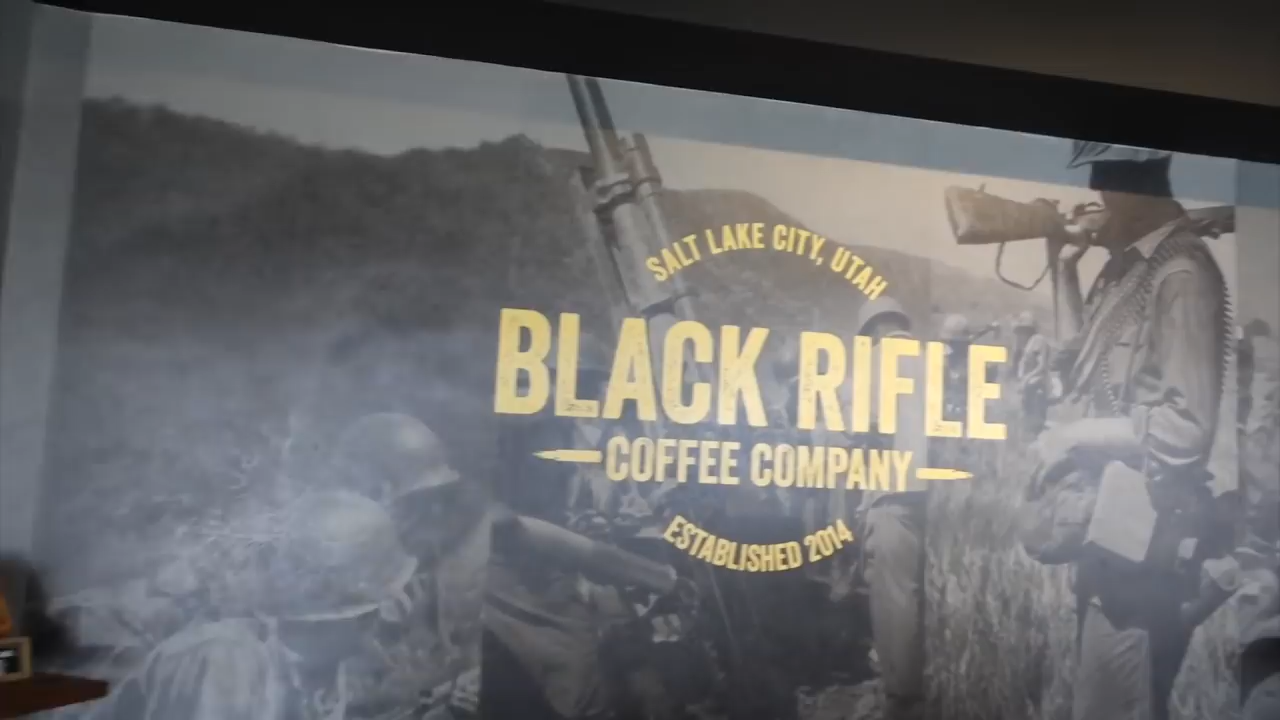 SALT LAKE CITY, UTAH
BLACK RIFLE
COFFEE COMPANY
ESTABLISHED 2014